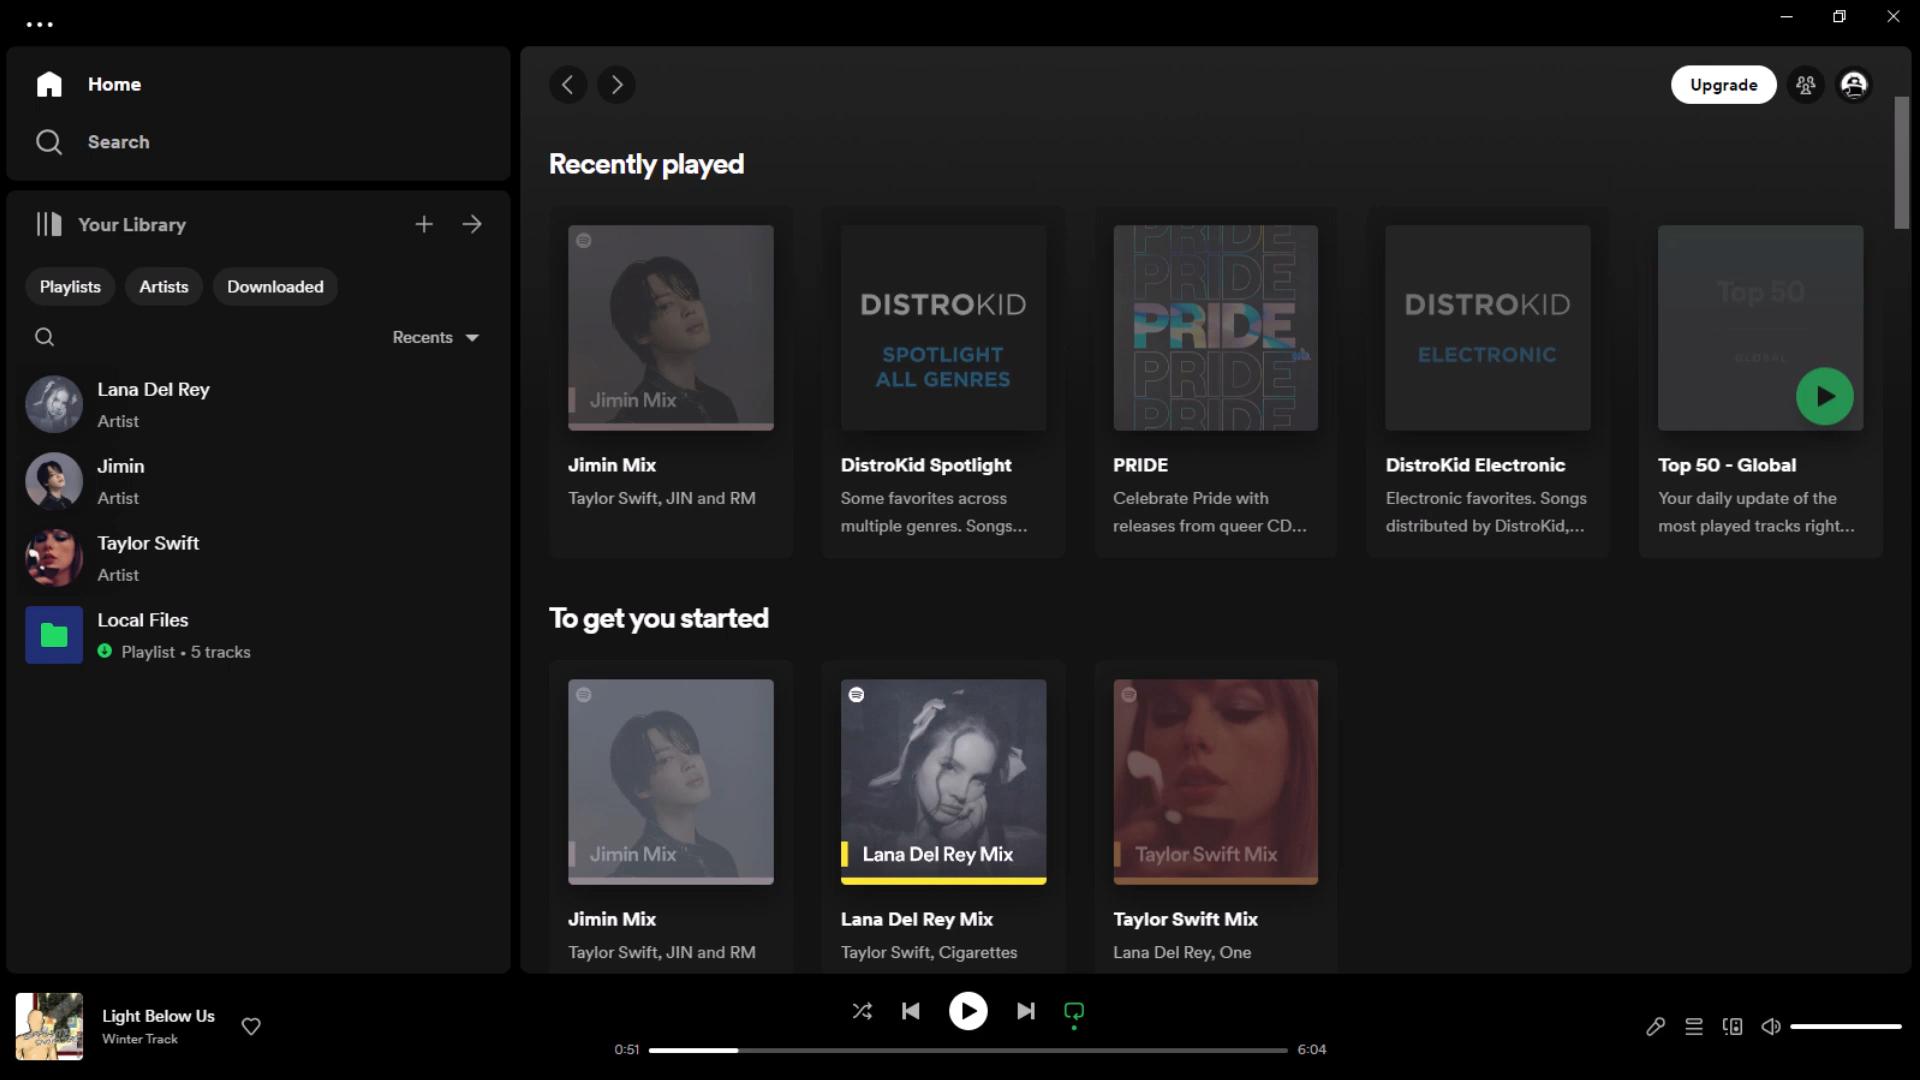 Home
Search
Upgrade
Your Library
Playlists
Artists
Downloaded
Recents
Lana Del Rey
Artist
Jimin
Artist
Taylor Swift
Artist
Local Files
Playlist • 5 tracks
Recently played
Jimin Mix
Jimin Mix
Taylor Swift, JIN and RM
DISTROKID
SPOTLIGHT
ALL GENRES
DistroKid Spotlight
Some favorites across
multiple genres. Songs...
PRIDE
PRIDE
PRIDE
PRIDE
PRIDE
PRIDE
Celebrate Pride with
releases from queer CD...
DISTROKID
ELECTRONIC
DistroKid Electronic
Electronic favorites. Songs
distributed by DistroKid,...
Top 50
GLOBAL
Top 50 - Global
Your daily update of the
most played tracks right...
To get you started
Jimin Mix
Jimin Mix
Taylor Swift, JIN and RM
Lana Del Rey Mix
Lana Del Rey Mix
Taylor Swift, Cigarettes
Taylor Swift Mix
Taylor Swift Mix
Lana Del Rey, One
Light Below Us
Winter Track
0:51
6:04